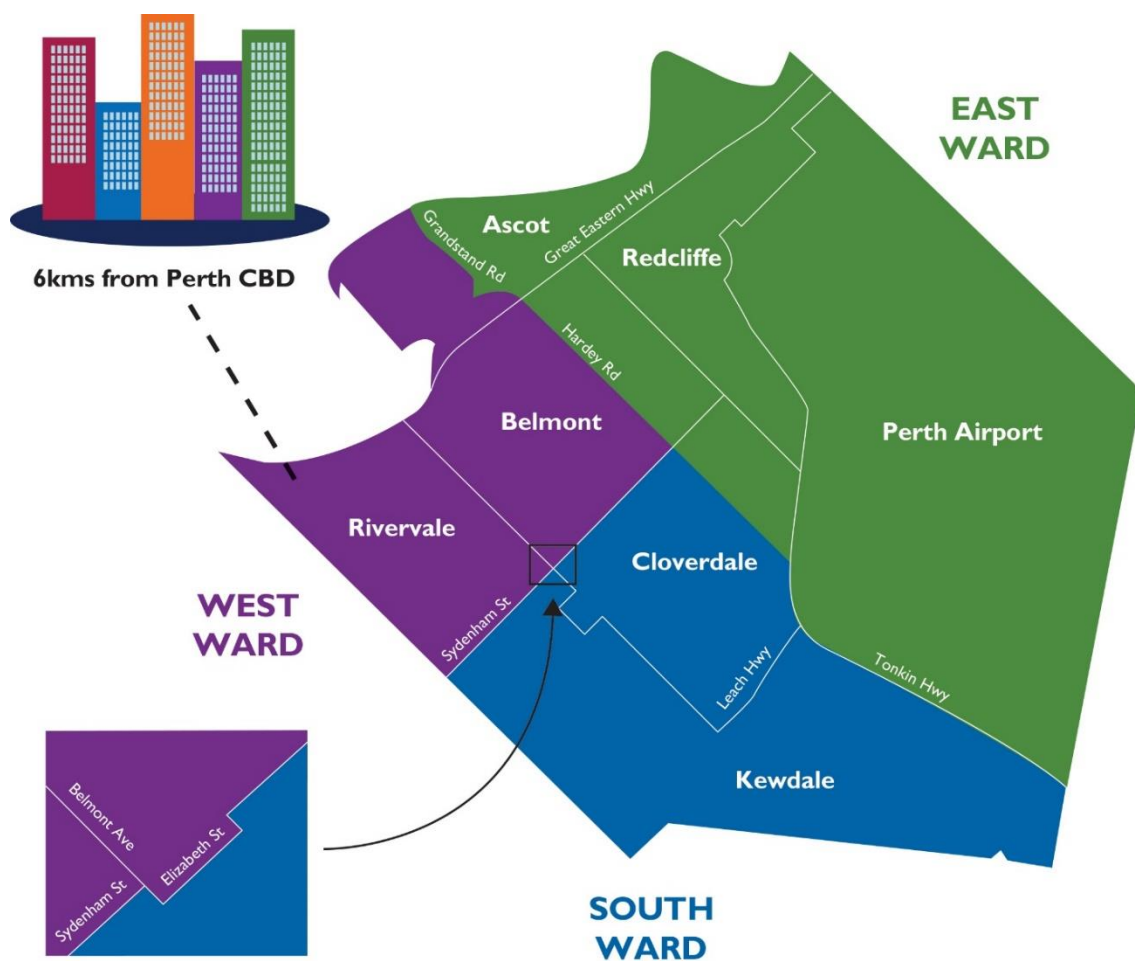 6kms from Perth CBD
EAST
WARD
Ascot
Grandstand Rd
Great Eastern Hwy
Redcliffe
Hardey Rd
Belmont
Perth Airport
Rivervale
Cloverdale
WEST
WARD
Sydenham St
Leach Hwy
Tonkin Hwy
Kewdale
Belmont Ave
Elizabeth St
Sydenham St
SOUTH
WARD